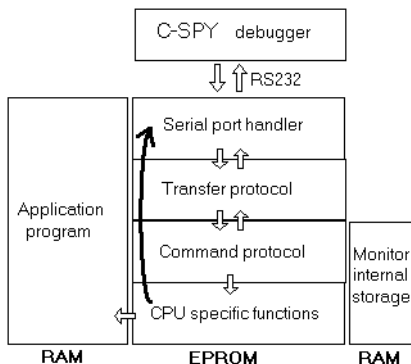 C-SPY debugger
RS232
Serial port handler
Transfer protocol
Application
program
Command protocol
Monitor
internal
storage
CPU specific functions
RAM
EPROM
RAM